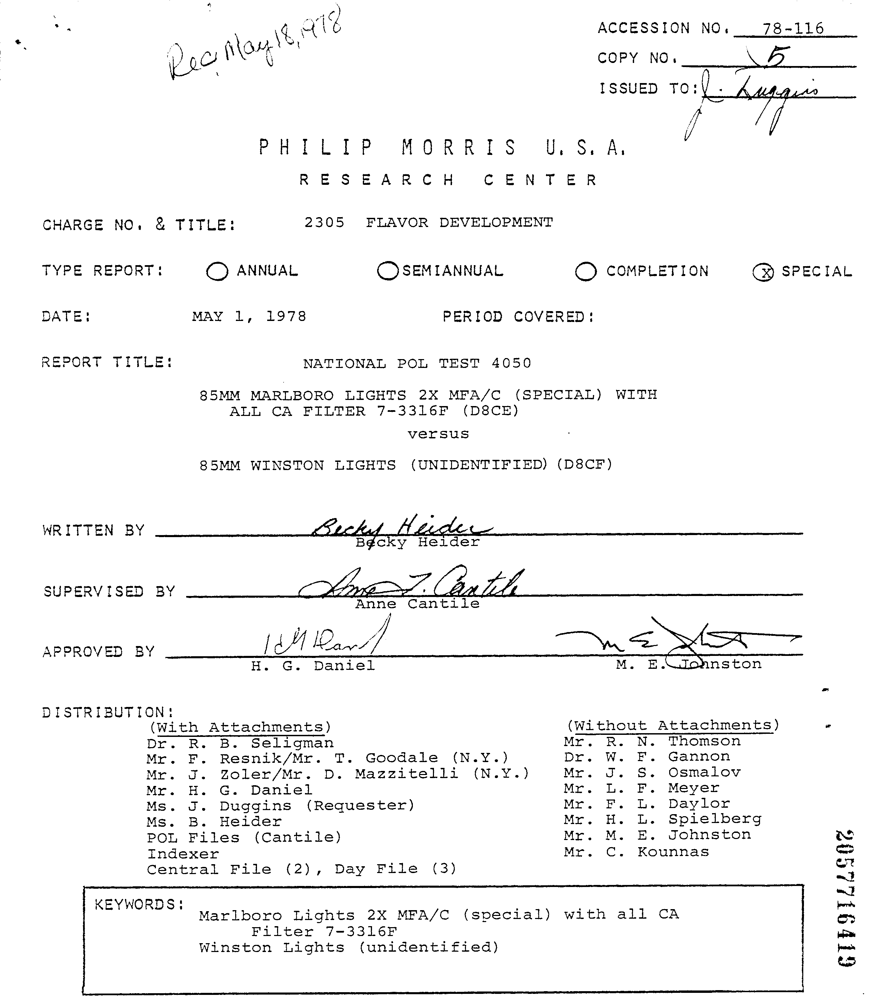 Rec May 18, 1978
ACCESSION NO. 78-116
COPY NO. 5
ISSUED TO: J. Duggins
PHILIP MORRIS U.S.A.
RESEARCH CENTER
CHARGE NO. & TITLE: 2305 FLAVOR DEVELOPMENT
TYPE REPORT: ANNUAL SEMIANNUAL COMPLETION (X) SPECIAL
DATE: MAY 1, 1978 PERIOD COVERED:
REPORT TITLE: NATIONAL POL TEST 4050
85MM MARLBORO LIGHTS 2X MFA/C (SPECIAL) WITH
ALL CA FILTER 7-3316F (D8CE)
versus
85MM WINSTON LIGHTS (UNIDENTIFIED) (D8CF)
WRITTEN BY Becky Heider
Becky Heider
SUPERVISED BY Anne T. Cantile
Anne Cantile
APPROVED BY
H. G. Daniel M. E. Johnston
DISTRIBUTION:
(With Attachments)
Dr. R. B. Seligman
Mr. F. Resnik/Mr. T. Goodale (N.Y.)
Mr. J. Zoler/Mr. D. Mazzitelli (N.Y.)
Mr. H. G. Daniel
Ms. J. Duggins (Requester)
Ms. B. Heider
POL Files (Cantile)
Indexer
Central File (2), Day File (3)
(Without Attachments)
Mr. R. N. Thomson
Dr. W. F. Gannon
Mr. J. S. Osmalov
Mr. L. F. Meyer
Mr. F. L. Daylor
Mr. H. L. Spielberg
Mr. M. E. Johnston
Mr. C. Kounnas
KEYWORDS:
Marlboro Lights 2X MFA/C (special) with all CA
Filter 7-3316F
Winston Lights (unidentified)
2057716419